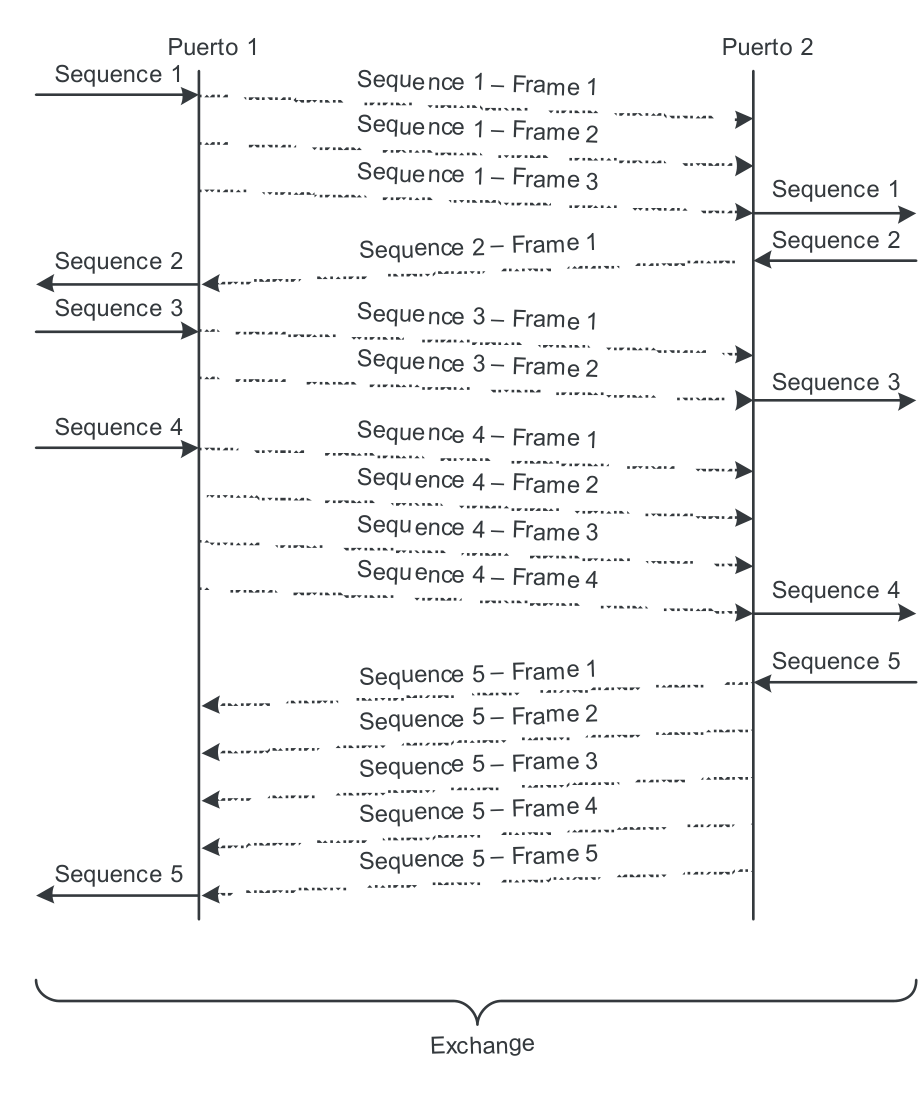 Puerto 1
Puerto 2
Sequence 1
Sequence 1 – Frame 1
Sequence 1 – Frame 2
Sequence 1 – Frame 3
Sequence 1
Sequence 2
Sequence 2 – Frame 1
Sequence 2
Sequence 3
Sequence 3 – Frame 1
Sequence 3 – Frame 2
Sequence 3
Sequence 4
Sequence 4 – Frame 1
Sequence 4 – Frame 2
Sequence 4 – Frame 3
Sequence 4 – Frame 4
Sequence 4
Sequence 5
Sequence 5 – Frame 1
Sequence 5 – Frame 2
Sequence 5 – Frame 3
Sequence 5 – Frame 4
Sequence 5 – Frame 5
Sequence 5
Exchange